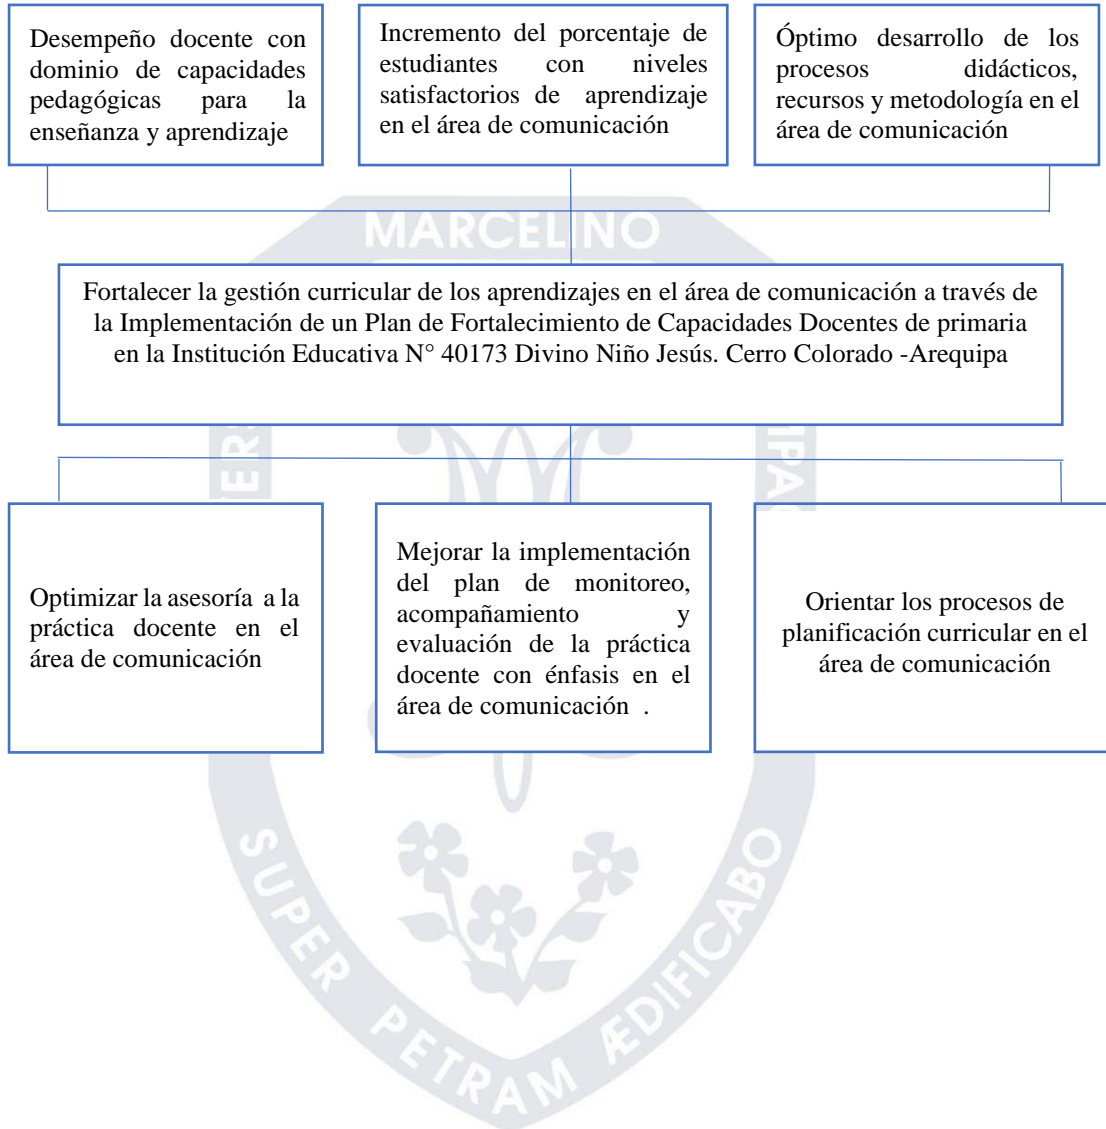 Desempeño docente con
dominio de capacidades
pedagógicas para la
enseñanza y aprendizaje
Incremento del porcentaje de
estudiantes con niveles
satisfactorios de aprendizaje
en el área de comunicación
Óptimo desarrollo de los
procesos didácticos,
recursos y metodología en el
área de comunicación
MARCELINO
Fortalecer la gestión curricular de los aprendizajes en el área de comunicación a través de
la Implementación de un Plan de Fortalecimiento de Capacidades Docentes de primaria
en la Institución Educativa N° 40173 Divino Niño Jesús. Cerro Colorado -Arequipa
Optimizar la asesoría a la
práctica docente en el
área de comunicación
Mejorar la implementación
del plan de monitoreo,
acompañamiento y
evaluación de la práctica
docente con énfasis en el
área de comunicación .
Orientar los procesos de
planificación curricular en el
área de comunicación
SUPER PETRAM ÆDIFICABO